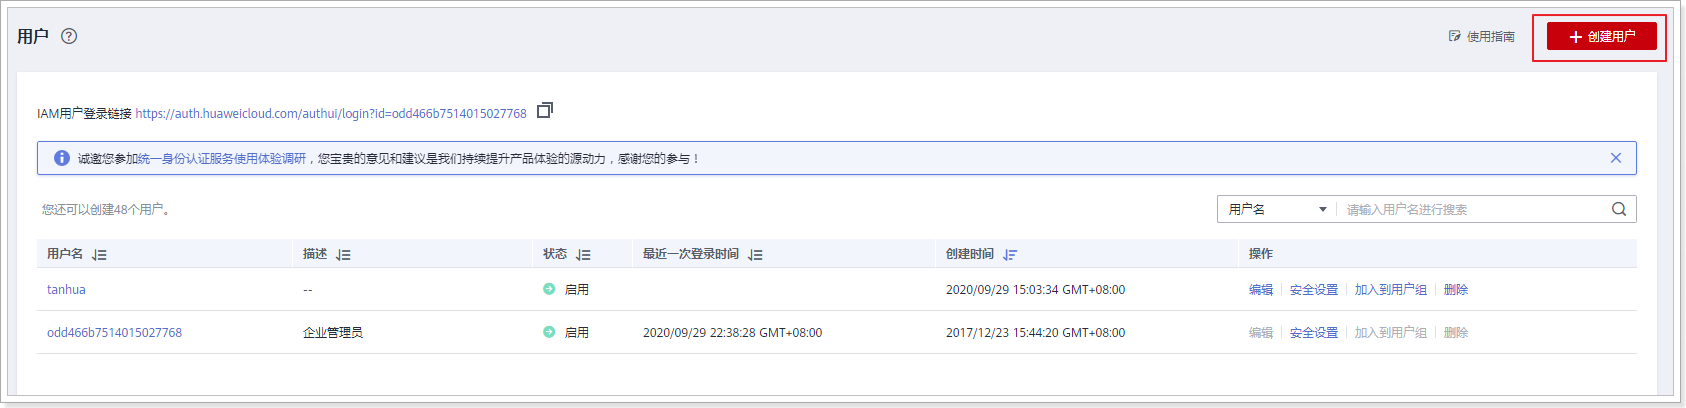 用户 ? 使用指南 + 创建用户
IAM用户登录链接 https://auth.huaweicloud.com/authui/login?id=odd466b7514015027768
诚邀您参加统一身份认证服务使用体验调研，您宝贵的意见和建议是我们持续提升产品体验的源动力，感谢您的参与！
您还可以创建48个用户。 用户名 请输入用户名进行搜索
用户名 描述 状态 最近一次登录时间 创建时间 操作
tanhua -- 启用 2020/09/29 15:03:34 GMT+08:00 编辑 安全设置 加入到用户组 删除
odd466b7514015027768 企业管理员 启用 2020/09/29 22:38:28 GMT+08:00 2017/12/23 15:44:20 GMT+08:00 编辑 安全设置 加入到用户组 删除